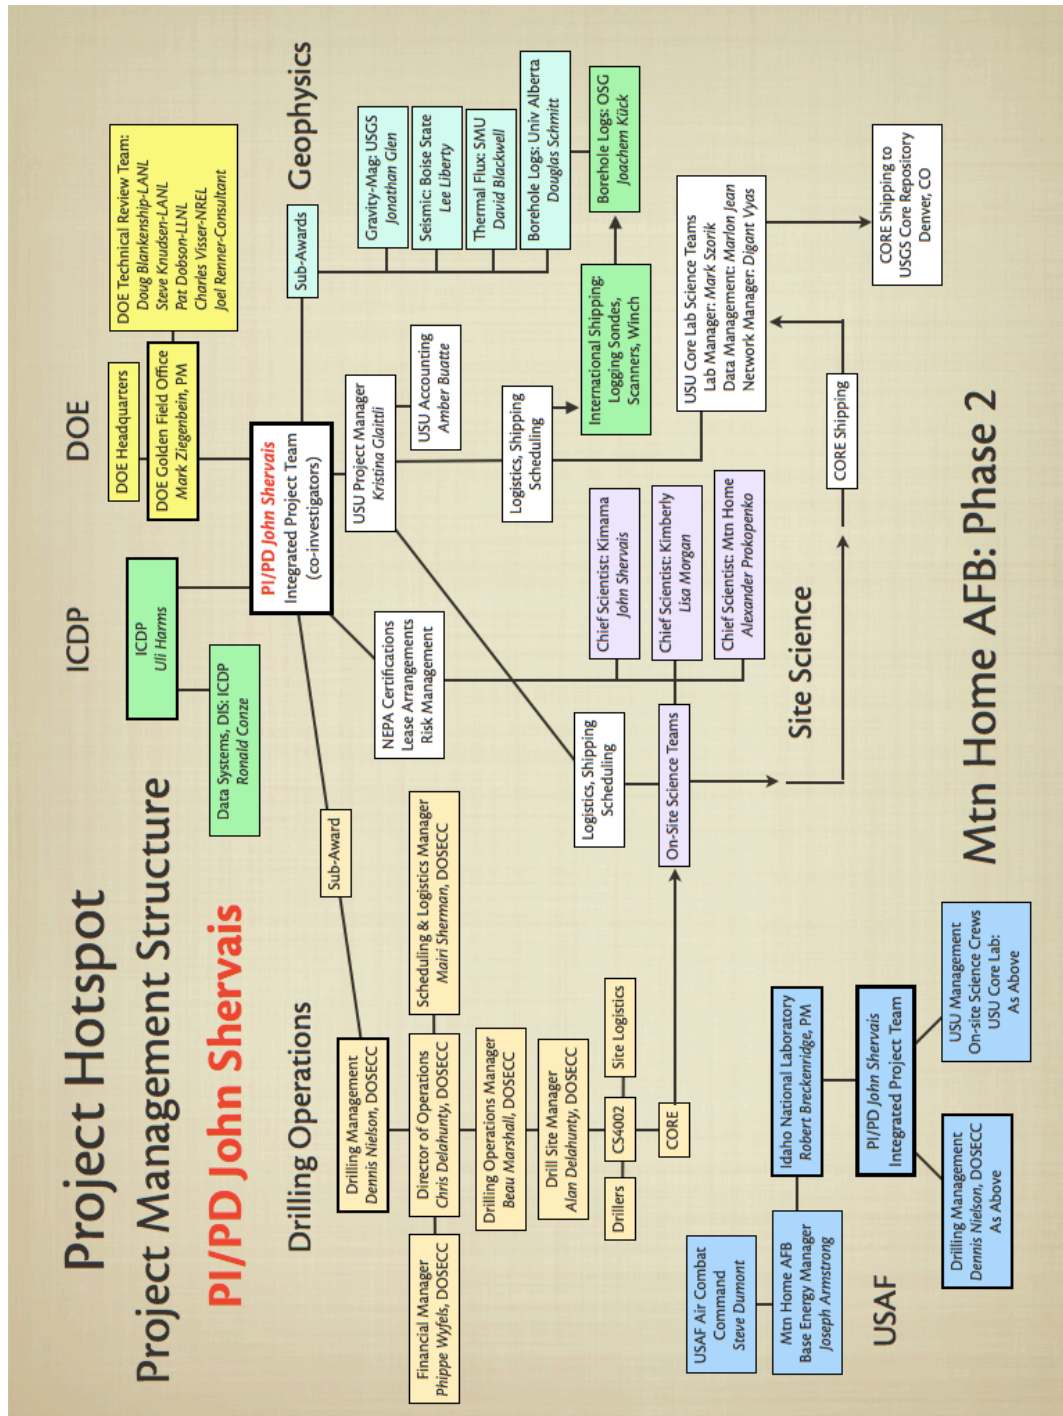 Project Hotspot
Project Management Structure
PI/PD John Shervais
ICDP
DOE
ICDP
Uli Harms
Data Systems, DIS: ICDP
Ronald Conze
DOE Headquarters
DOE Golden Field Office
Mark Ziegenbein, PM
DOE Technical Review Team:
Doug Blankenship-LANL
Steve Knudsen-LANL
Pat Dobson-LLNL
Charles Visser-NREL
Joel Renner-Consultant
PI/PD John Shervais
Integrated Project Team
(co-investigators)
Drilling Operations
Sub-Award
Drilling Management
Dennis Nielson, DOSECC
Financial Manager
Phippe Wyfels, DOSECC
Director of Operations
Chris Delahunty, DOSECC
Scheduling & Logistics Manager
Mairi Sherman, DOSECC
Drilling Operations Manager
Beau Marshall, DOSECC
Drill Site Manager
Alan Delahunty, DOSECC
Drillers
CS4002
Site Logistics
CORE
NEPA Certifications
Lease Arrangements
Risk Management
USU Project Manager
Kristina Glaittli
USU Accounting
Amber Buatte
Sub-Awards
Geophysics
Gravity-Mag: USGS
Jonathan Glen
Seismic: Boise State
Lee Liberty
Thermal Flux: SMU
David Blackwell
Borehole Logs: Univ Alberta
Douglas Schmitt
Borehole Logs: OSG
Joachem Kück
Logistics, Shipping
Scheduling
International Shipping:
Logging Sondes,
Scanners, Winch
Logistics, Shipping
Scheduling
On-Site Science Teams
Chief Scientist: Kimama
John Shervais
Chief Scientist: Kimberly
Lisa Morgan
Chief Scientist: Mtn Home
Alexander Prokopenko
USU Core Lab Science Teams
Lab Manager: Mark Szorik
Data Management: Marlon Jean
Network Manager: Digant Vyas
Site Science
CORE Shipping
CORE Shipping to
USGS Core Repository
Denver, CO
USAF Air Combat
Command
Steve Dumont
Mtn Home AFB
Base Energy Manager
Joseph Armstrong
Idaho National Laboratory
Robert Breckenridge, PM
USAF
PI/PD John Shervais
Integrated Project Team
Drilling Management
Dennis Nielson, DOSECC
As Above
USU Management
On-site Science Crews
USU Core Lab:
As Above
Mtn Home AFB: Phase 2